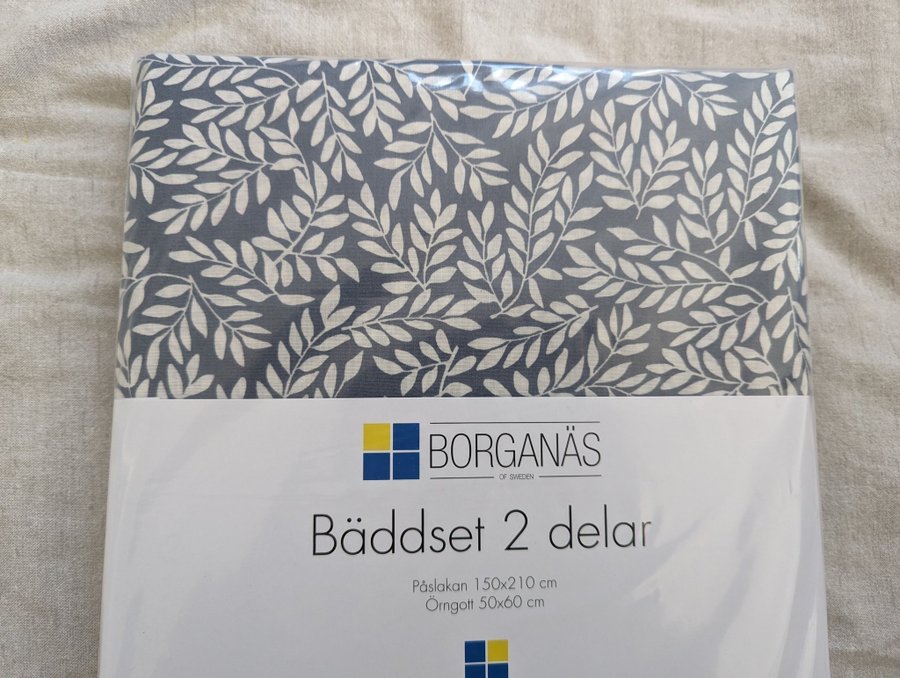 BORGANÄS
OF SWEDEN
Bäddset 2 delar
Påslakan 150x210 cm
Örngott 50x60 cm